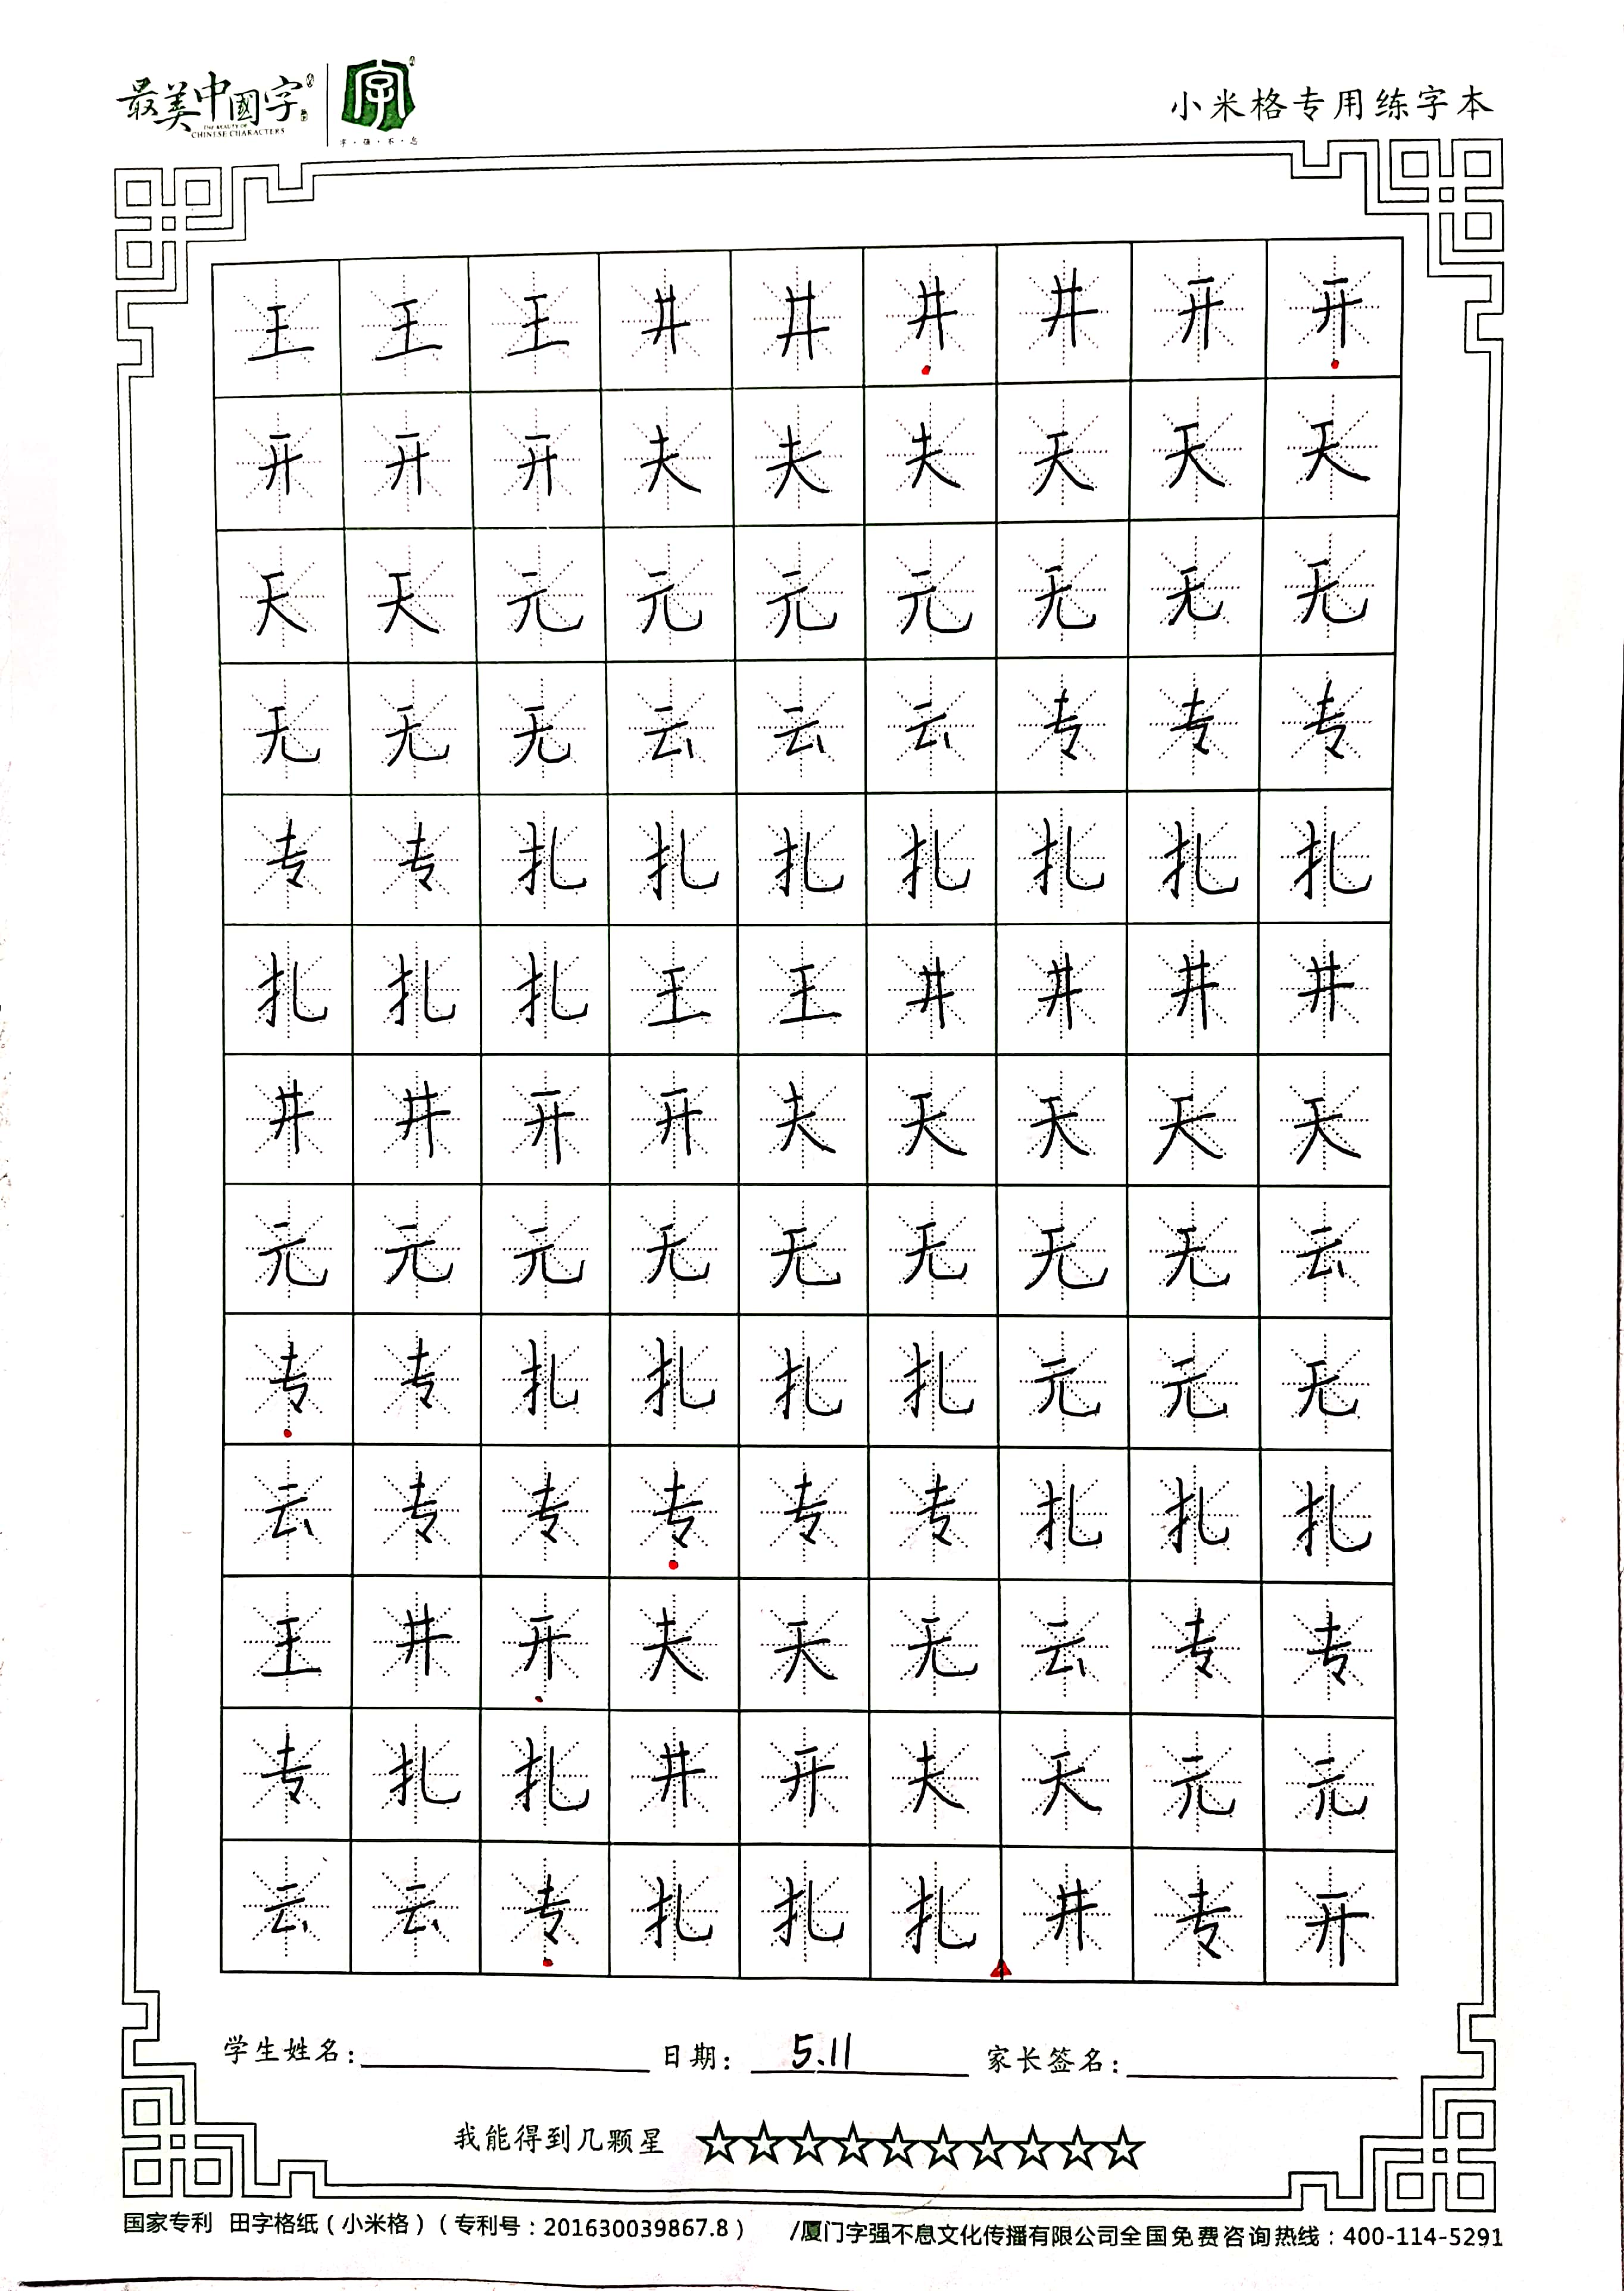 最美中國字
THE BEAUTY OF
CHINESE CHARACTERS
字
字·强·不·息
小米格专用练字本
王 王 王 井 井 井 井 开 开
开 开 开 夫 夫 夫 天 天 天
天 天 元 元 元 元 无 无 无
无 无 无 云 云 云 专 专 专
专 专 扎 扎 扎 扎 扎 扎 扎
扎 扎 扎 王 王 井 井 井 井
井 井 开 开 夫 天 天 天 天
元 元 元 无 无 无 无 无 云
专 专 扎 扎 扎 扎 元 元 无
云 专 专 专 专 专 扎 扎 扎
王 井 开 夫 天 无 云 专 专
专 扎 扎 井 开 夫 天 元 元
云 云 专 扎 扎 扎 井 专 开
学生姓名: 日期: 5.11 家长签名:
我能得到几颗星 ☆☆☆☆☆☆☆☆☆☆
国家专利 田字格纸(小米格)(专利号:201630039867.8) /厦门字强不息文化传播有限公司全国免费咨询热线:400-114-5291